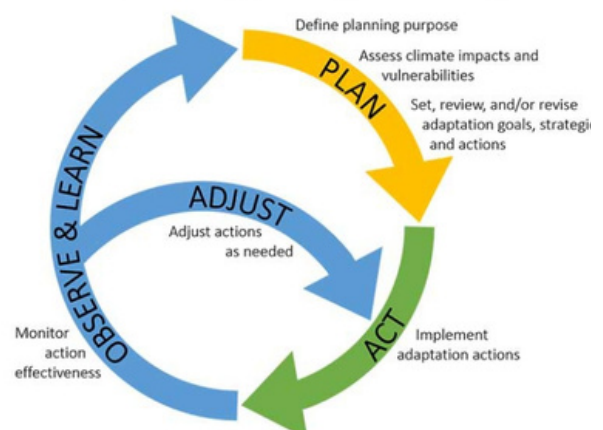 Define planning purpose
PLAN
Assess climate impacts and
vulnerabilities
Set, review, and/or revise
adaptation goals, strategie
and actions
OBSERVE & LEARN
ADJUST
Adjust actions
as needed
Monitor
action
effectiveness
ACT
Implement
adaptation actions